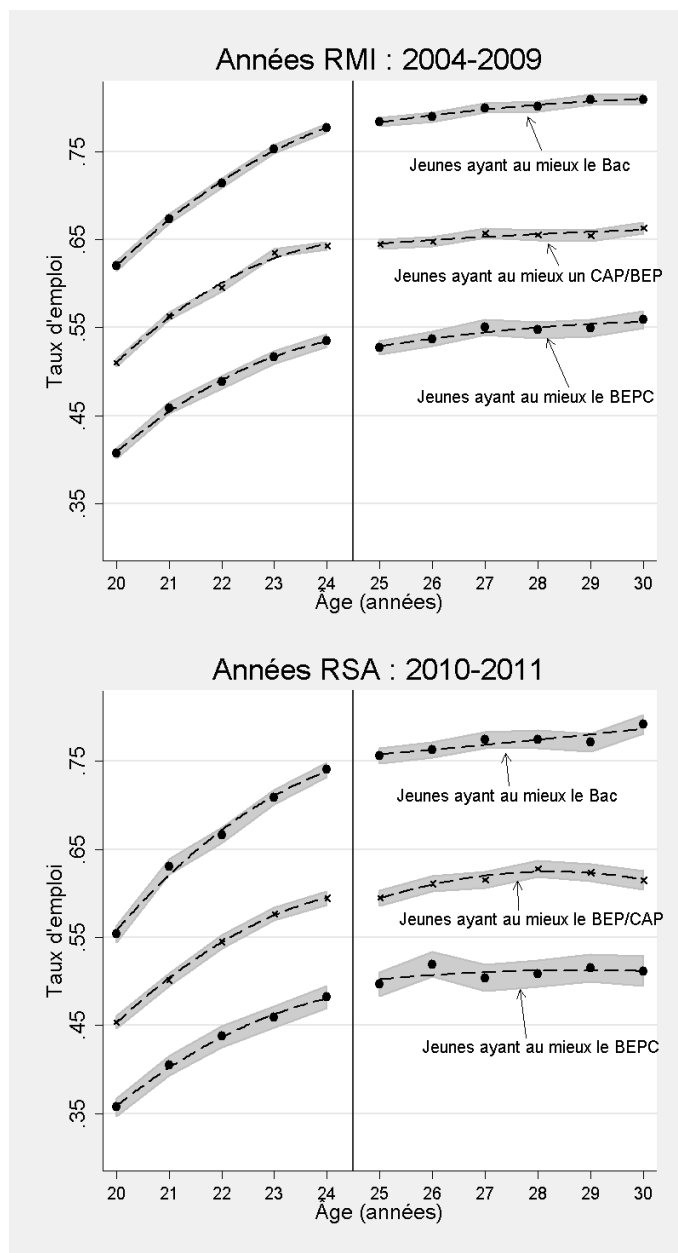 Années RMI : 2004-2009
Taux d'emploi
.75
.65
.55
.45
.35
Jeunes ayant au mieux le Bac
Jeunes ayant au mieux un CAP/BEP
Jeunes ayant au mieux le BEPC
20 21 22 23 24 25 26 27 28 29 30
Âge (années)
Années RSA : 2010-2011
Taux d'emploi
.75
.65
.55
.45
.35
Jeunes ayant au mieux le Bac
Jeunes ayant au mieux le BEP/CAP
Jeunes ayant au mieux le BEPC
20 21 22 23 24 25 26 27 28 29 30
Âge (années)